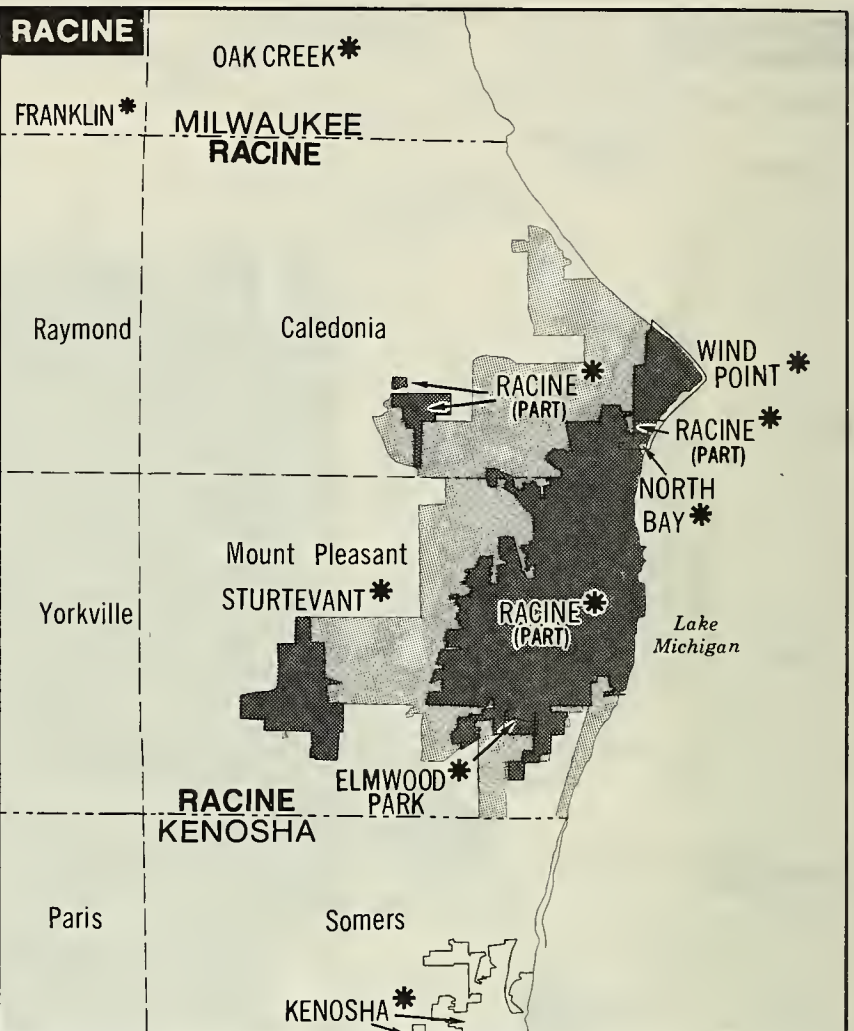 RACINE
OAK CREEK*
FRANKLIN*
MILWAUKEE
RACINE
Raymond
Caledonia
WIND
POINT*
RACINE*
(PART)
RACINE*
(PART)
NORTH
BAY*
Mount Pleasant
STURTEVANT*
Yorkville
RACINE*
(PART)
Lake
Michigan
ELMWOOD*
PARK
RACINE
KENOSHA
Paris
Somers
KENOSHA*